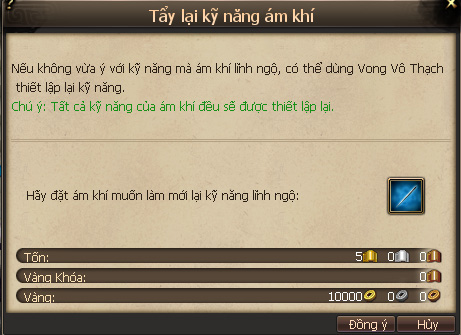 Tẩy lại kỹ năng ám khí
Nếu không vừa ý với kỹ năng mà ám khí lĩnh ngộ, có thể dùng Vong Vô Thạch
thiết lập lại kỹ năng.
Chú ý: Tất cả kỹ năng của ám khí đều sẽ được thiết lập lại.
Hãy đặt ám khí muốn làm mới lại kỹ năng lĩnh ngộ:
Tốn: 5 0 0
Vàng Khóa: 0
Vàng: 10000 0 0
Đồng ý Hủy